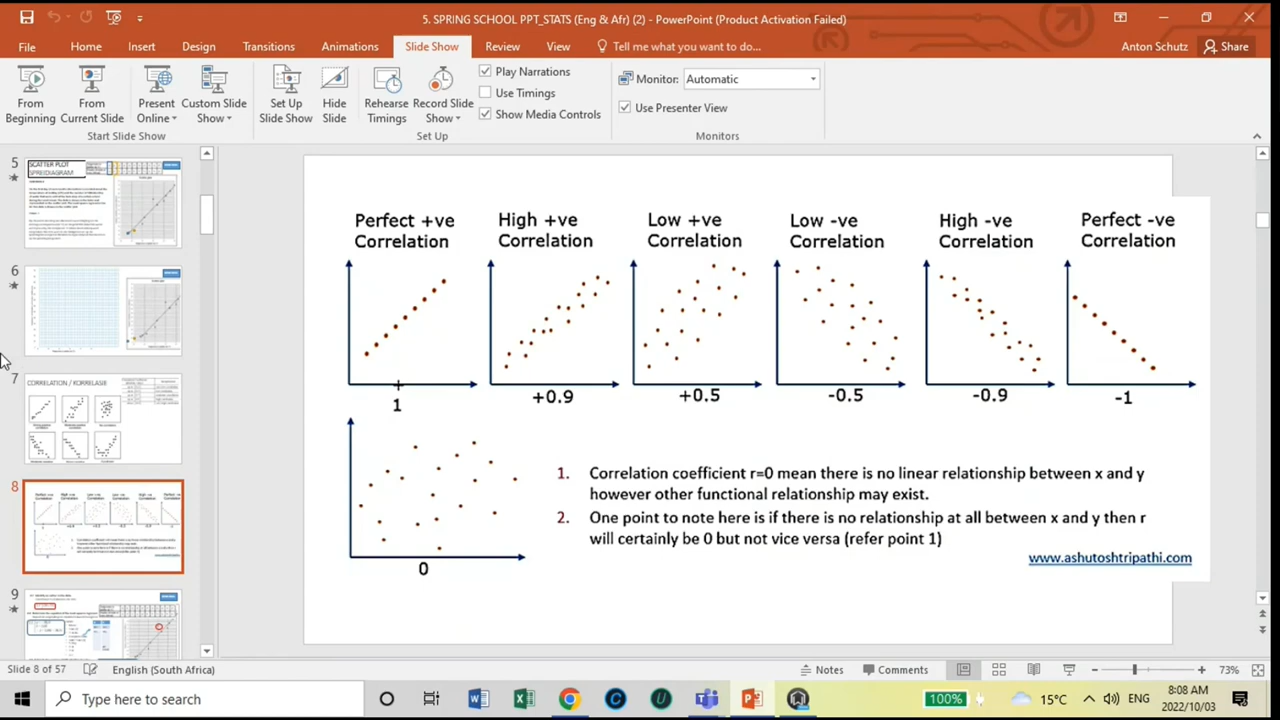 5. SPRING SCHOOL PPT_STATS (Eng & Afr) (2) - PowerPoint (Product Activation Failed)
File Home Insert Design Transitions Animations Slide Show Review View Tell me what you want to do... Anton Schutz Share
From Beginning
From Current Slide
Present Online
Custom Slide Show
Start Slide Show
Set Up Slide Show
Hide Slide
Rehearse Timings
Record Slide Show
Set Up
Play Narrations
Use Timings
Show Media Controls
Monitor: Automatic
Use Presenter View
Monitors
5
SCATTER PLOT
SPREIDIAGRAM
6
7
CORRELATION / KORRELASIE
8
9
Perfect +ve Correlation
High +ve Correlation
Low +ve Correlation
Low -ve Correlation
High -ve Correlation
Perfect -ve Correlation
1 +0.9 +0.5 -0.5 -0.9 -1
0
1. Correlation coefficient r=0 mean there is no linear relationship between x and y
however other functional relationship may exist.
2. One point to note here is if there is no relationship at all between x and y then r
will certainly be 0 but not vice versa (refer point 1)
www.ashutoshtripathi.com
Slide 8 of 57 English (South Africa) Notes Comments 73%
Type here to search
100% 15°C ENG
8:08 AM
2022/10/03